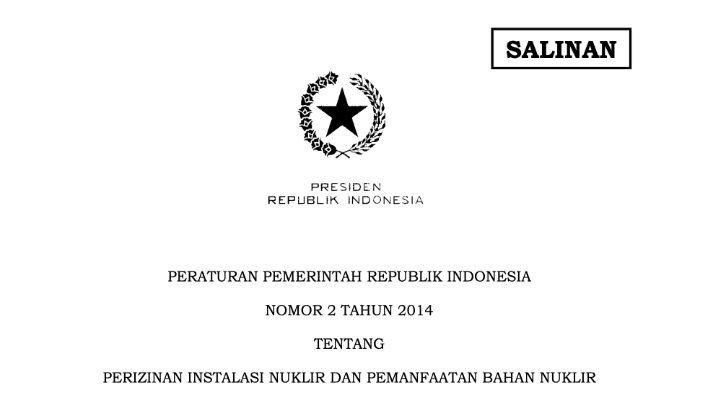 SALINAN
PRESIDEN
REPUBLIK INDONESIA
PERATURAN PEMERINTAH REPUBLIK INDONESIA
NOMOR 2 TAHUN 2014
TENTANG
PERIZINAN INSTALASI NUKLIR DAN PEMANFAATAN BAHAN NUKLIR